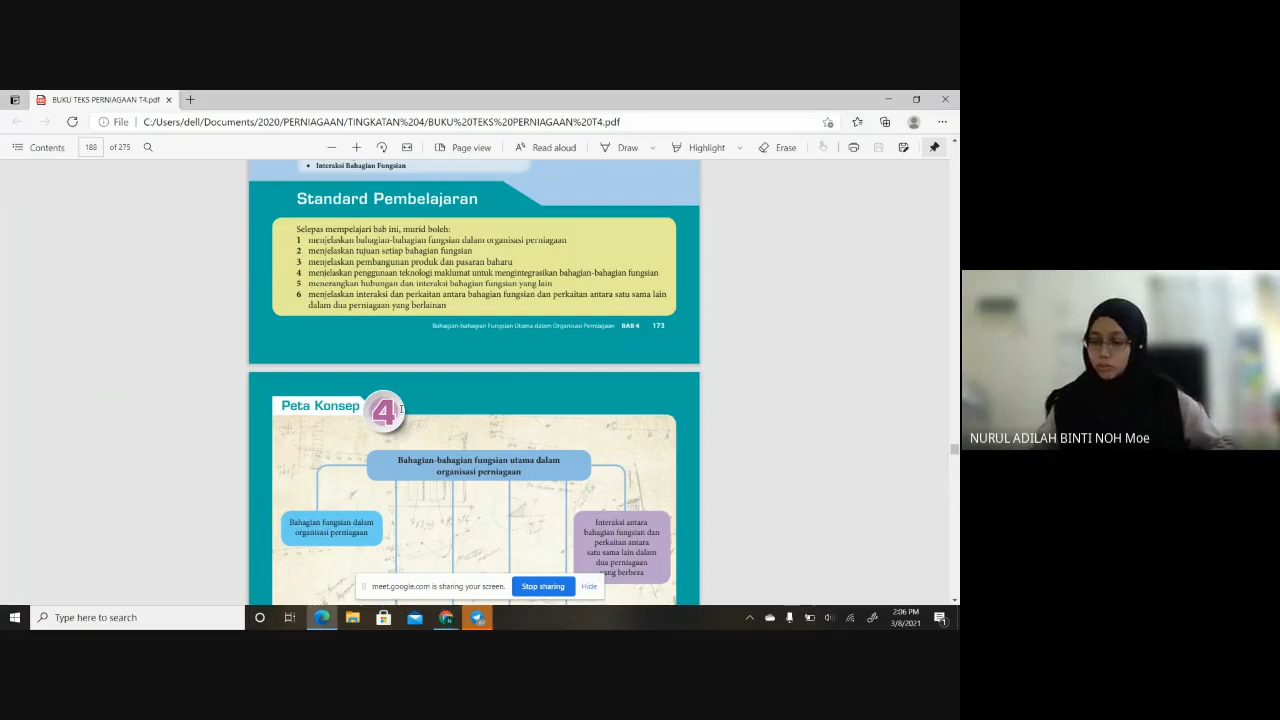 BUKU TEKS PERNIAGAAN T4.pdf
File
C:/Users/dell/Documents/2020/PERNIAGAAN/TINGKATAN%204/BUKU%20TEKS%20PERNIAGAAN%20T4.pdf
Contents 188 of 275 Page view Read aloud Draw Highlight Erase
• Interaksi Bahagian Fungsian
Standard Pembelajaran
Selepas mempelajari bab ini, murid boleh:
1 menjelaskan bahagian-bahagian fungsian dalam organisasi perniagaan
2 menjelaskan tujuan setiap bahagian fungsian
3 menjelaskan pembangunan produk dan pasaran baharu
4 menjelaskan penggunaan teknologi maklumat untuk mengintegrasikan bahagian-bahagian fungsian
5 menerangkan hubungan dan interaksi bahagian fungsian yang lain
6 menjelaskan interaksi dan perkaitan antara bahagian fungsian dan perkaitan antara satu sama lain
dalam dua perniagaan yang berlainan
Bahagian-bahagian Fungsian Utama dalam Organisasi Perniagaan BAB 4 173
Peta Konsep 4
Bahagian-bahagian fungsian utama dalam
organisasi perniagaan
Bahagian fungsian dalam
organisasi perniagaan
Interaksi antara
bahagian fungsian dan
perkaitan antara
satu sama lain dalam
dua perniagaan
yang berbeza
meet.google.com is sharing your screen. Stop sharing Hide
NURUL ADILAH BINTI NOH Moe
Type here to search
2:06 PM
3/8/2021